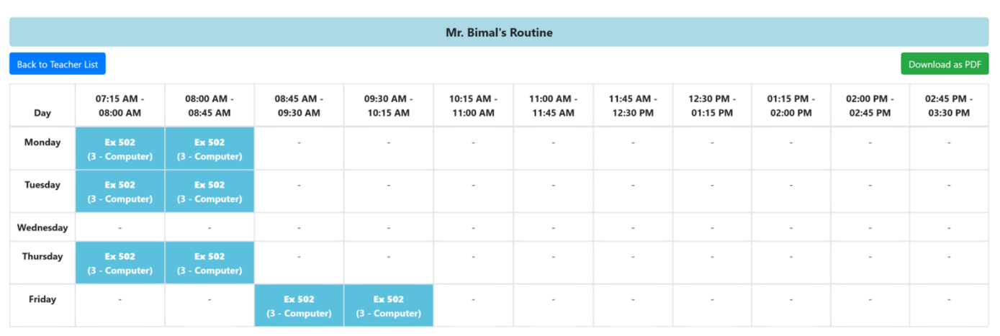 Mr. Bimal's Routine
Back to Teacher List Download as PDF
Day 07:15 AM - 08:00 AM 08:00 AM - 08:45 AM 08:45 AM - 09:30 AM 09:30 AM - 10:15 AM 10:15 AM - 11:00 AM 11:00 AM - 11:45 AM 11:45 AM - 12:30 PM 12:30 PM - 01:15 PM 01:15 PM - 02:00 PM 02:00 PM - 02:45 PM 02:45 PM - 03:30 PM
Monday Ex 502 (3 - Computer) Ex 502 (3 - Computer) - - - - - - - - -
Tuesday Ex 502 (3 - Computer) Ex 502 (3 - Computer) - - - - - - - - -
Wednesday - - - - - - - - - - -
Thursday Ex 502 (3 - Computer) Ex 502 (3 - Computer) - - - - - - - - -
Friday - - Ex 502 (3 - Computer) Ex 502 (3 - Computer) - - - - - - -